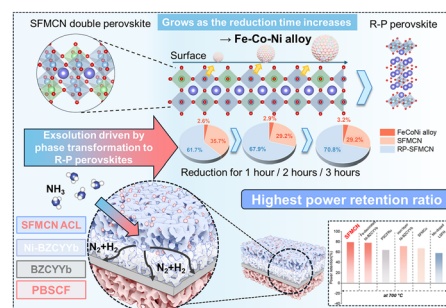 SFMCN double perovskite
Grows as the reduction time increases
R-P perovskite
→ Fe-Co-Ni alloy
Surface
Exsolution driven by
phase transformation to
R-P perovskites
2.6%
35.7%
61.7%
2.9%
29.2%
67.9%
3.2%
70.8%
FeCoNi alloy
SFMCN
RP-SFMCN
Reduction for 1 hour / 2 hours / 3 hours
NH3
Highest power retention ratio
SFMCN ACL
Ni-BZCYYb
BZCYYb
PBSCF
N2+H2
N2+H2
SFMCN
at 700 °C